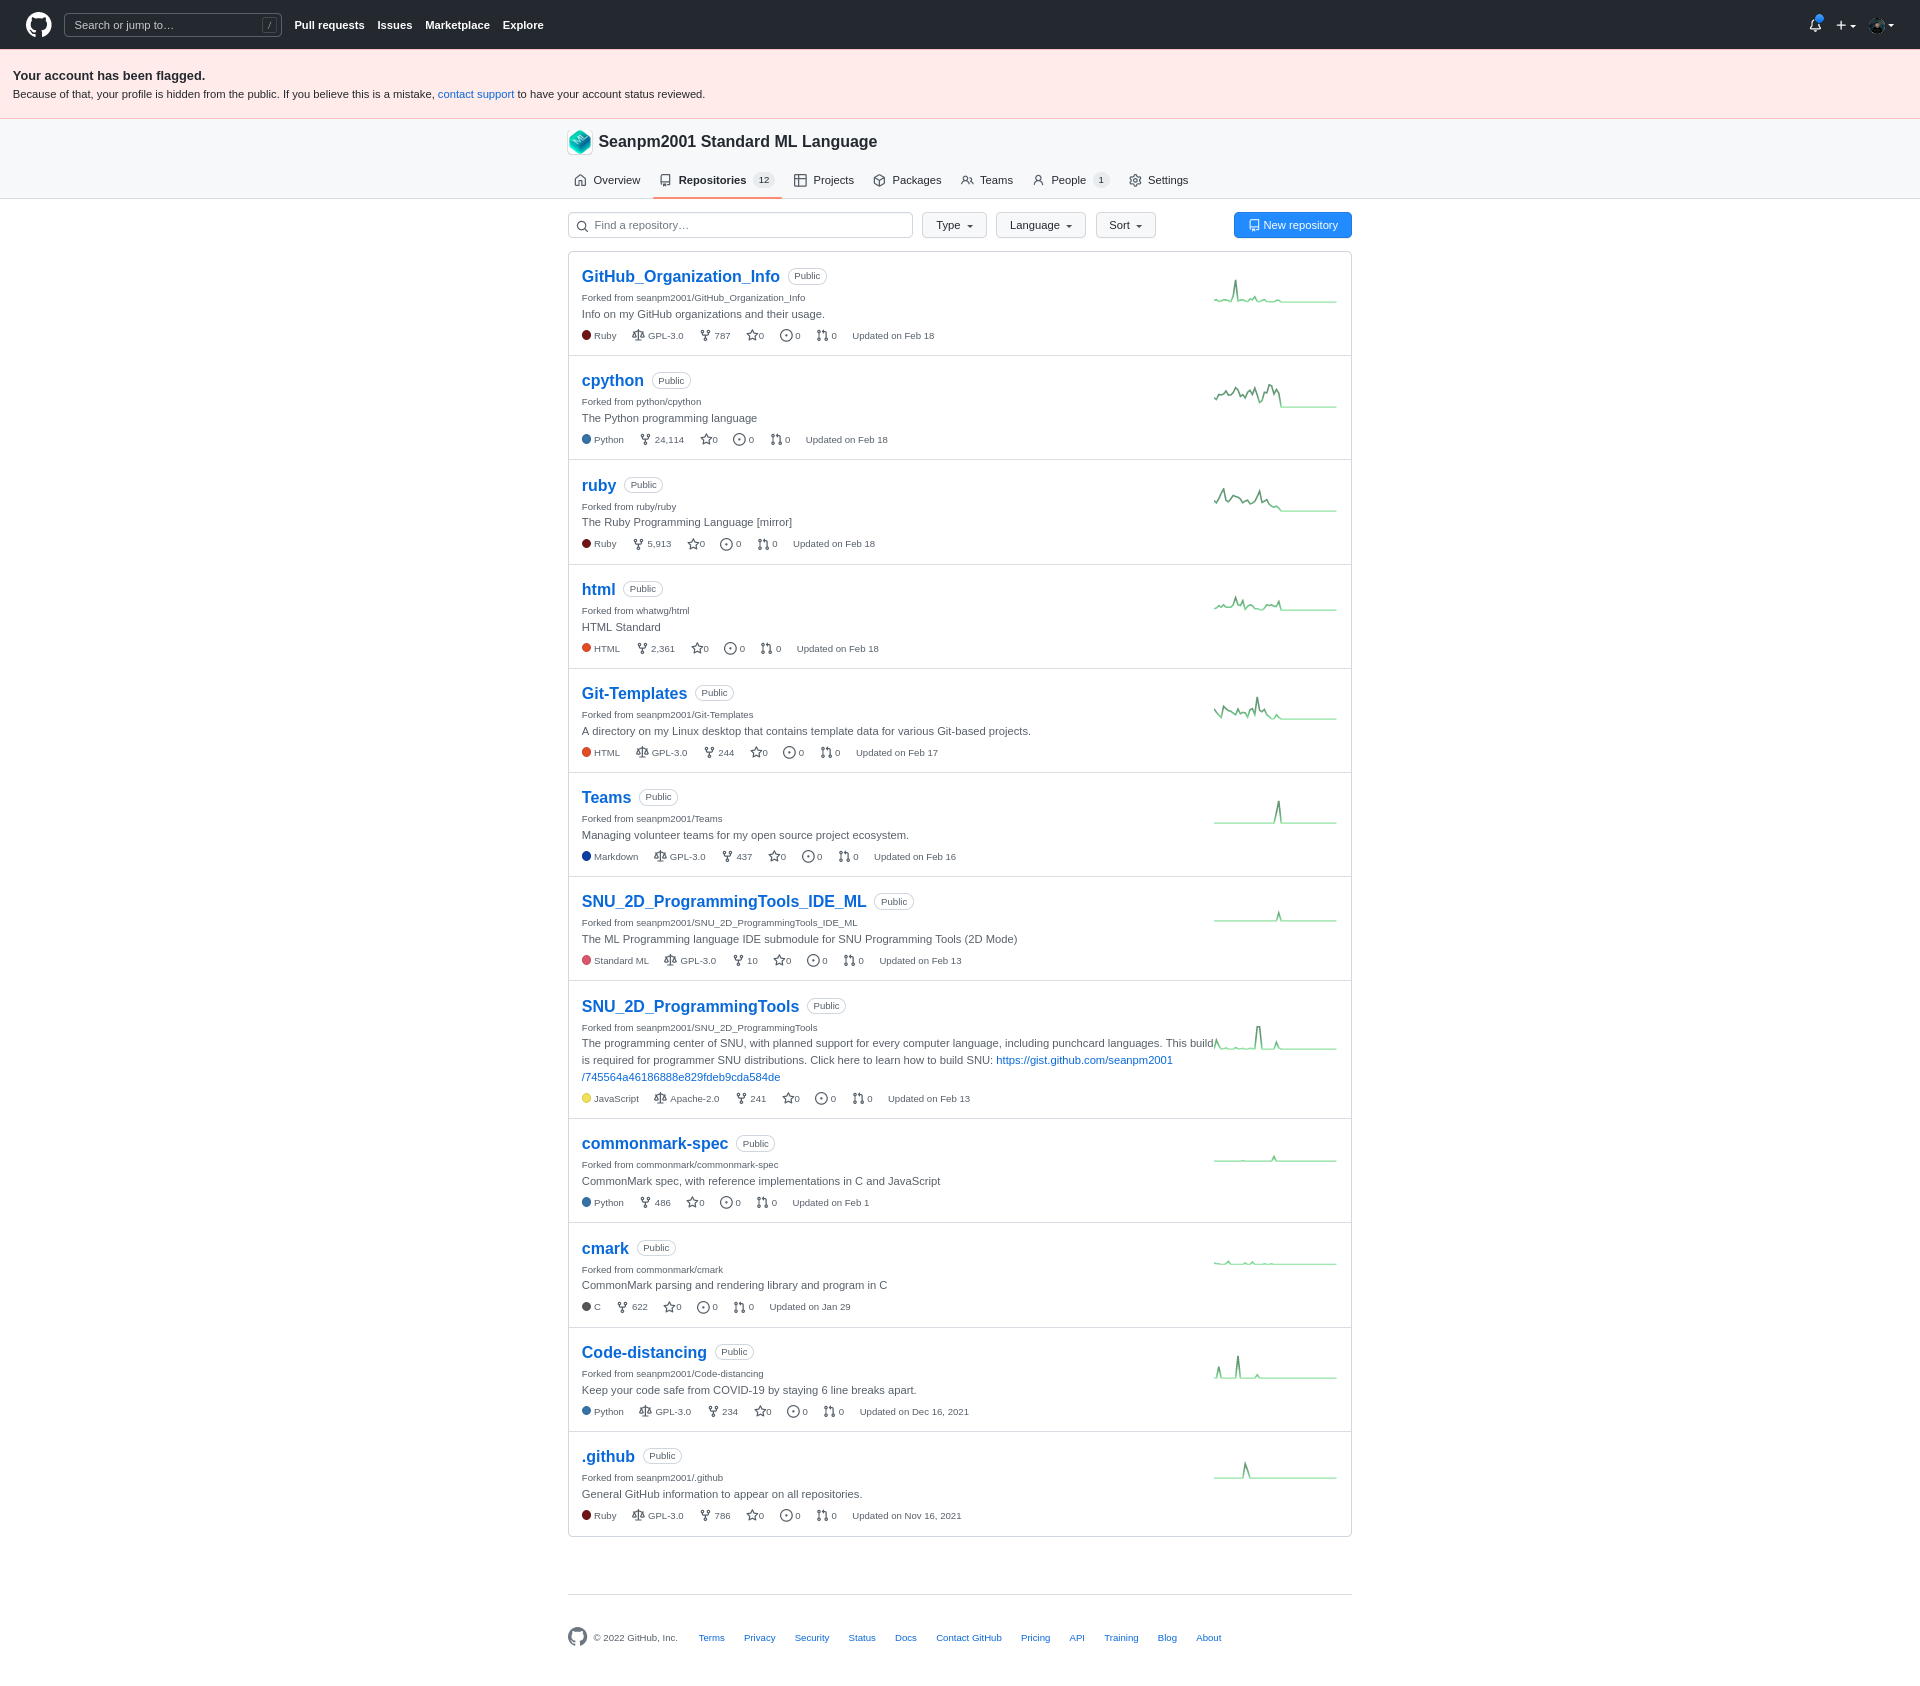 Search or jump to… /
Pull requests Issues Marketplace Explore
Your account has been flagged.
Because of that, your profile is hidden from the public. If you believe this is a mistake, contact support to have your account status reviewed.
Seanpm2001 Standard ML Language
Overview Repositories 12 Projects Packages Teams People 1 Settings
Find a repository… Type Language Sort New repository
GitHub_Organization_Info Public
Forked from seanpm2001/GitHub_Organization_Info
Info on my GitHub organizations and their usage.
Ruby GPL-3.0 787 0 0 0 Updated on Feb 18
cpython Public
Forked from python/cpython
The Python programming language
Python 24,114 0 0 0 Updated on Feb 18
ruby Public
Forked from ruby/ruby
The Ruby Programming Language [mirror]
Ruby 5,913 0 0 0 Updated on Feb 18
html Public
Forked from whatwg/html
HTML Standard
HTML 2,361 0 0 0 Updated on Feb 18
Git-Templates Public
Forked from seanpm2001/Git-Templates
A directory on my Linux desktop that contains template data for various Git-based projects.
HTML GPL-3.0 244 0 0 0 Updated on Feb 17
Teams Public
Forked from seanpm2001/Teams
Managing volunteer teams for my open source project ecosystem.
Markdown GPL-3.0 437 0 0 0 Updated on Feb 16
SNU_2D_ProgrammingTools_IDE_ML Public
Forked from seanpm2001/SNU_2D_ProgrammingTools_IDE_ML
The ML Programming language IDE submodule for SNU Programming Tools (2D Mode)
Standard ML GPL-3.0 10 0 0 0 Updated on Feb 13
SNU_2D_ProgrammingTools Public
Forked from seanpm2001/SNU_2D_ProgrammingTools
The programming center of SNU, with planned support for every computer language, including punchcard languages. This build
is required for programmer SNU distributions. Click here to learn how to build SNU: https://gist.github.com/seanpm2001
/745564a46186888e829fdeb9cda584de
JavaScript Apache-2.0 241 0 0 0 Updated on Feb 13
commonmark-spec Public
Forked from commonmark/commonmark-spec
CommonMark spec, with reference implementations in C and JavaScript
Python 486 0 0 0 Updated on Feb 1
cmark Public
Forked from commonmark/cmark
CommonMark parsing and rendering library and program in C
C 622 0 0 0 Updated on Jan 29
Code-distancing Public
Forked from seanpm2001/Code-distancing
Keep your code safe from COVID-19 by staying 6 line breaks apart.
Python GPL-3.0 234 0 0 0 Updated on Dec 16, 2021
.github Public
Forked from seanpm2001/.github
General GitHub information to appear on all repositories.
Ruby GPL-3.0 786 0 0 0 Updated on Nov 16, 2021
© 2022 GitHub, Inc. Terms Privacy Security Status Docs Contact GitHub Pricing API Training Blog About